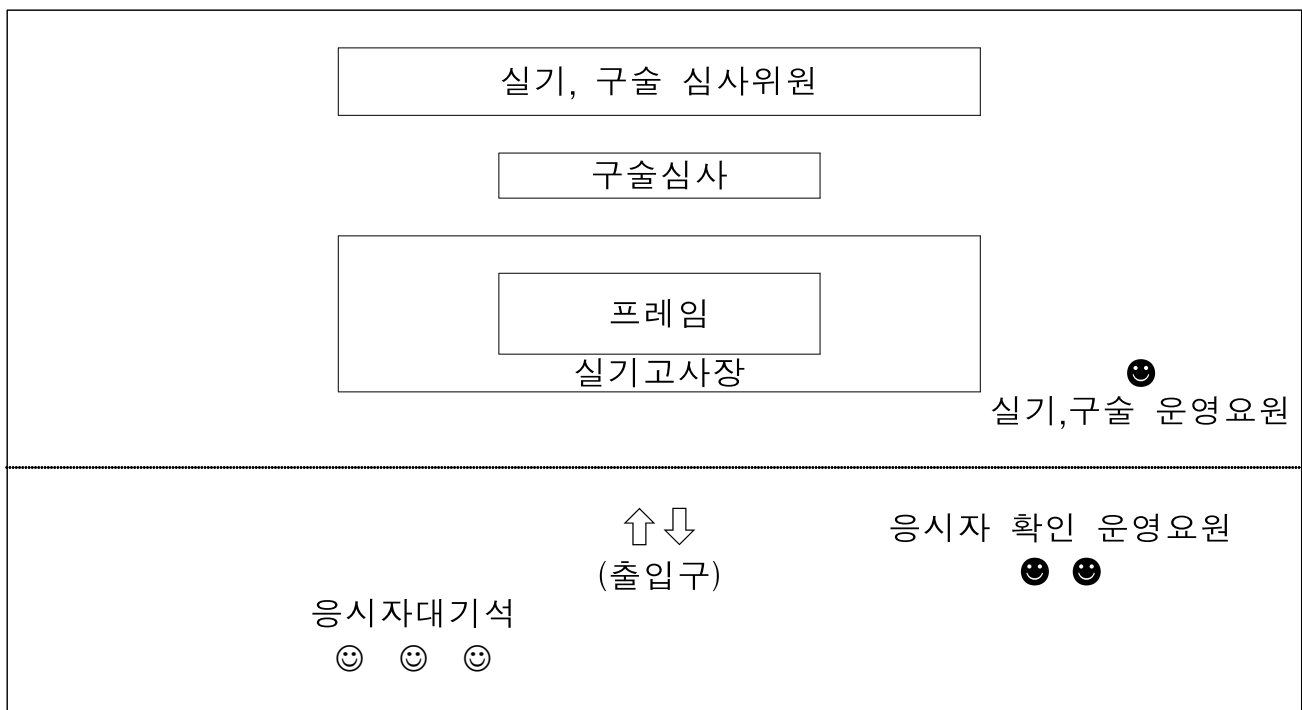 실기, 구술 심사위원
구술심사
프레임
실기고사장
실기,구술 운영요원
응시자 확인 운영요원
(출입구)
응시자대기석